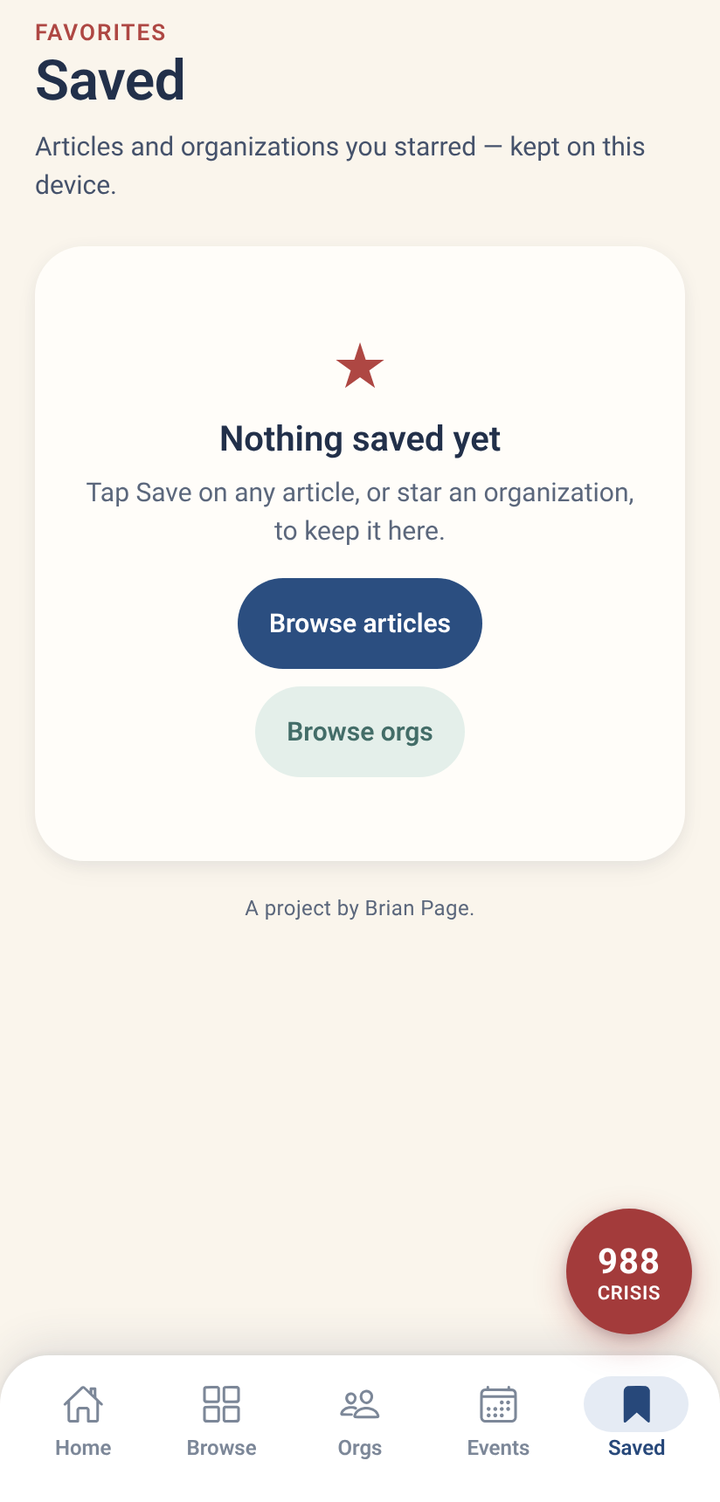 FAVORITES
Saved
Articles and organizations you starred — kept on this
device.
Nothing saved yet
Tap Save on any article, or star an organization,
to keep it here.
Browse articles
Browse orgs
A project by Brian Page.
988
CRISIS
Home
Browse
Orgs
Events
Saved